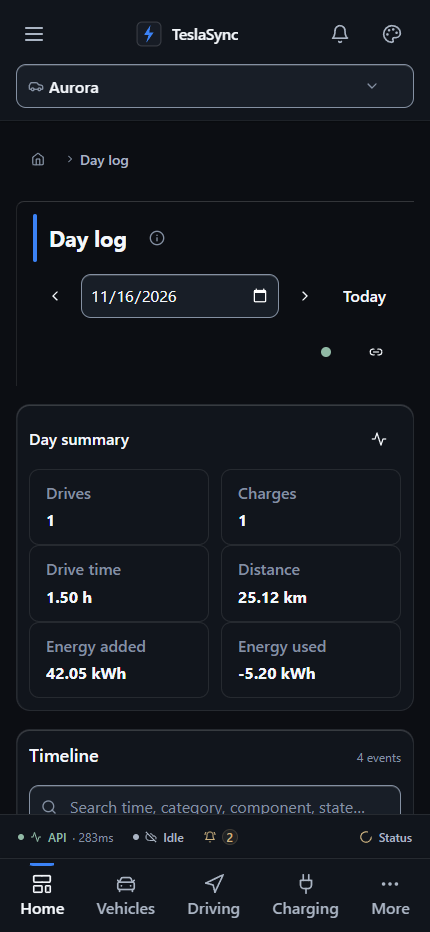 TeslaSync
Aurora
Day log
Day log
11/16/2026
Today
Day summary
Drives
1
Charges
1
Drive time
1.50 h
Distance
25.12 km
Energy added
42.05 kWh
Energy used
-5.20 kWh
Timeline
4 events
Search time, category, component, state...
API · 283ms
Idle
2
Status
Home
Vehicles
Driving
Charging
More